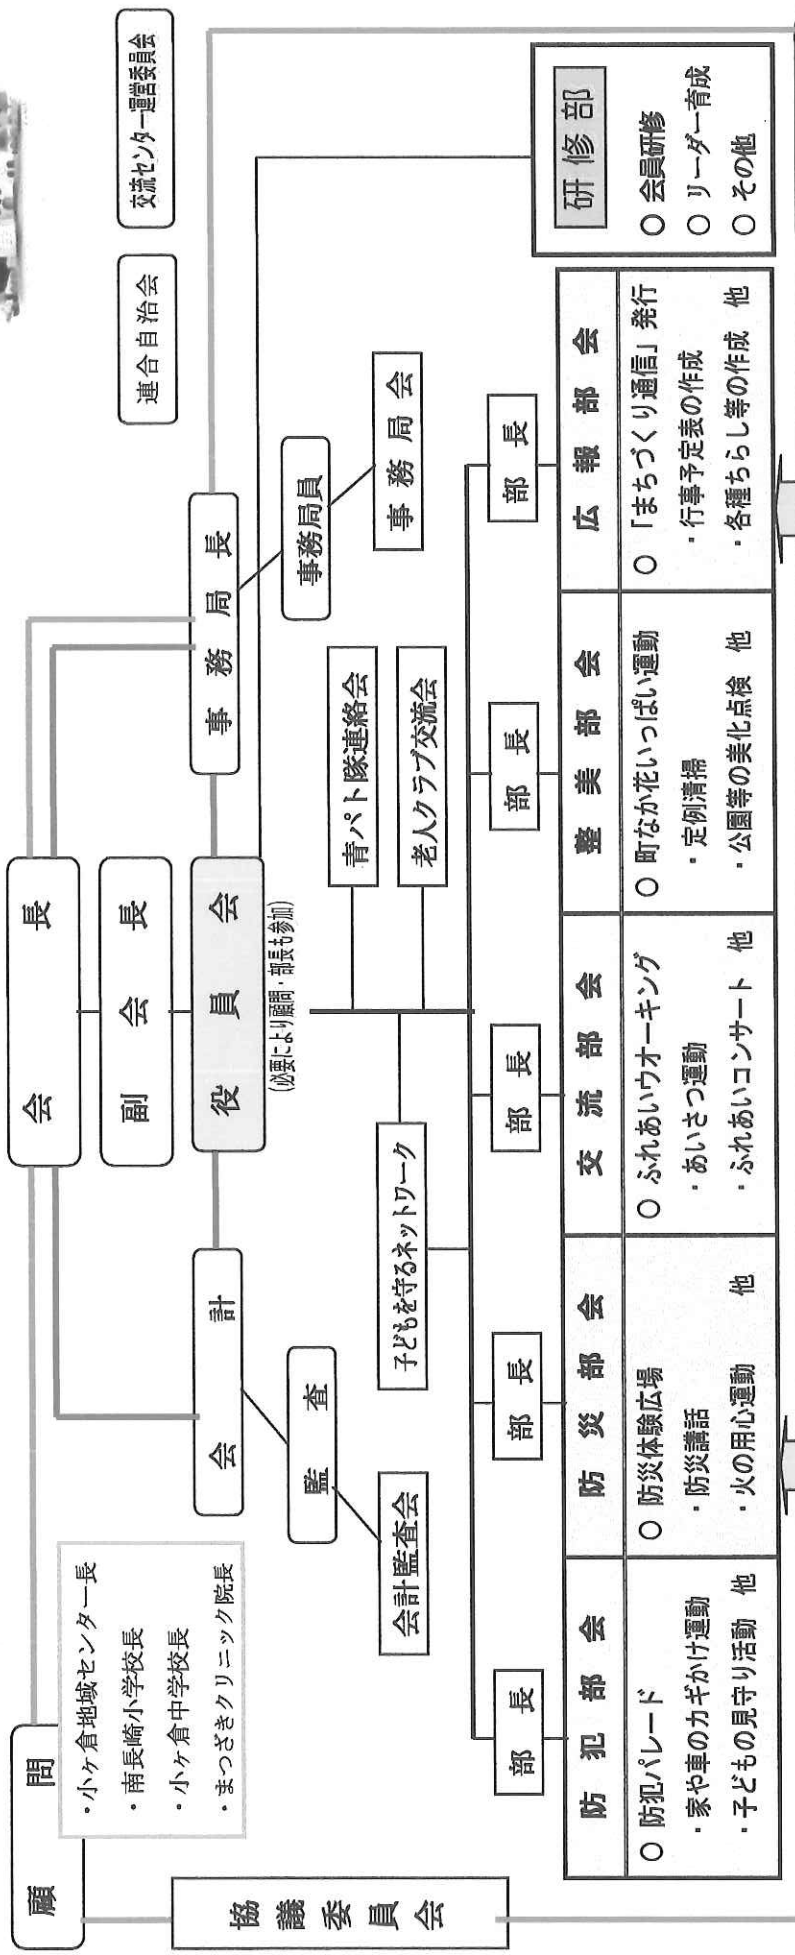 交流センター運営委員会
連合自治会
会長
副会長
役員会
(必要により顧問・部長も参加)
事務局長
事務局員
事務局会
会計
監査
会計監査会
顧問
・小ヶ倉地域センター長
・南長崎小学校長
・小ヶ倉中学校長
・まつざきクリニック院長
協議委員会
青パト隊連絡会
老人クラブ交流会
子どもを守るネットワーク
部長
部長
部長
部長
部長
防犯部会
○ 防犯パレード
・家や車のカギかけ運動
・子どもの見守り活動 他
防災部会
○ 防災体験広場
・防災講話
・火の用心運動 他
交流部会
○ ふれあいウオーキング
・あいさつ運動
・ふれあいコンサート 他
整美部会
○ 町なか花いっぱい運動
・定例清掃
・公園等の美化点検 他
広報部会
○ 「まちづくり通信」発行
・行事予定表の作成
・各種ちらし等の作成 他
研修部
○ 会員研修
○ リーダー育成
○ その他